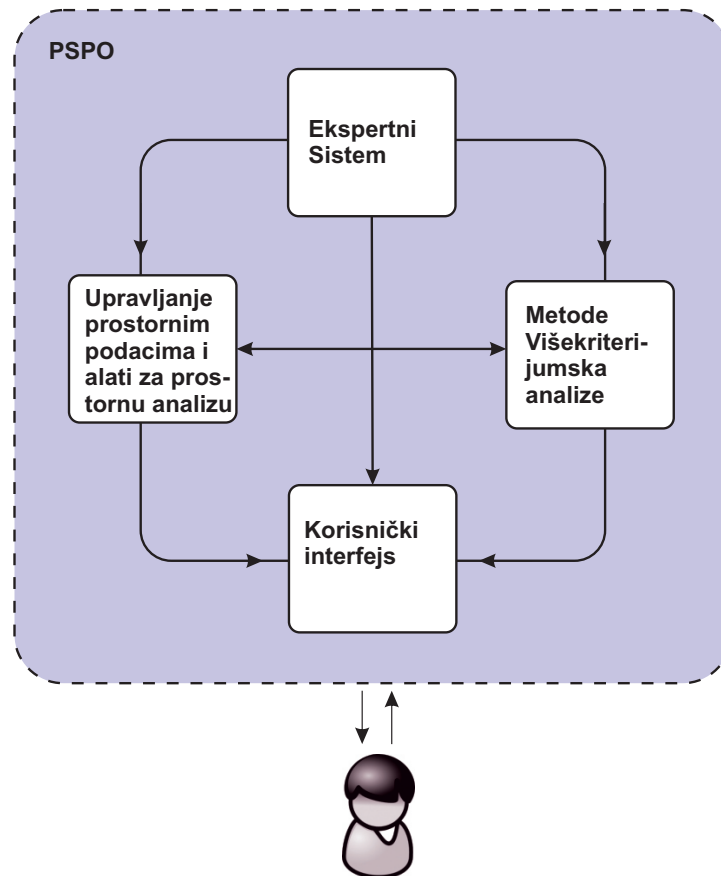 PSPO
Ekspertni
Sistem
Upravljanje
prostornim
podacima i
alati za pros-
tornu analizu
Metode
Višekriteri-
jumska
analize
Korisnički
interfejs